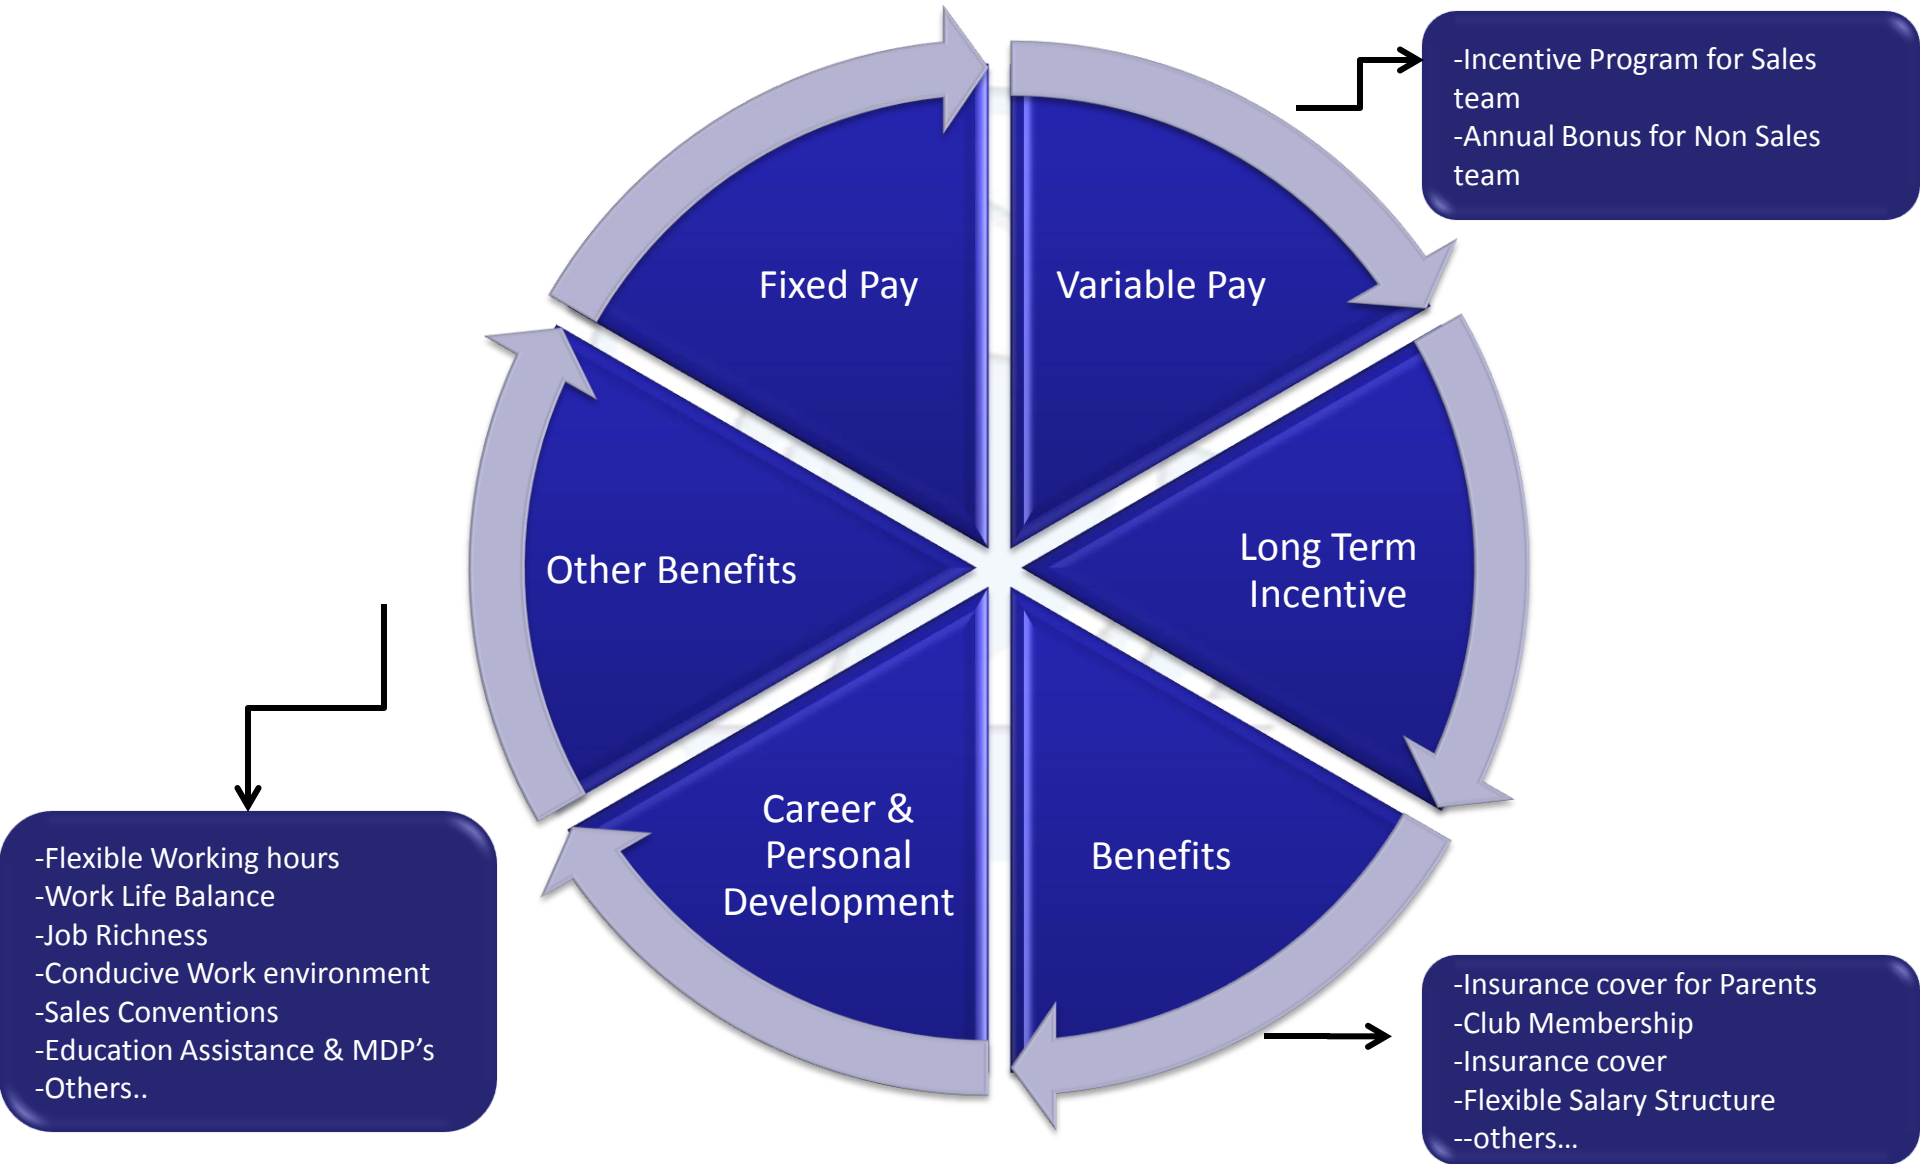 -Incentive Program for Sales
team
-Annual Bonus for Non Sales
team
Fixed Pay
Variable Pay
Long Term
Incentive
Other Benefits
Career &
Personal
Development
Benefits
-Flexible Working hours
-Work Life Balance
-Job Richness
-Conducive Work environment
-Sales Conventions
-Education Assistance & MDP’s
-Others..
-Insurance cover for Parents
-Club Membership
-Insurance cover
-Flexible Salary Structure
--others...